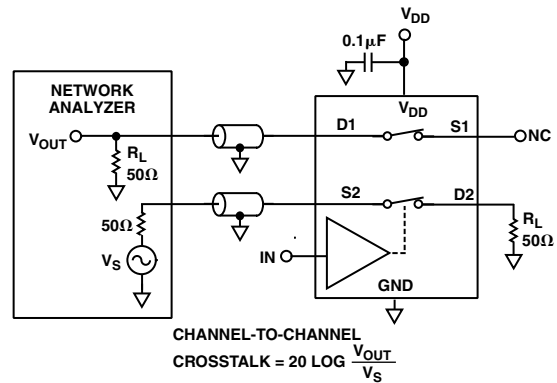 VDD
0.1µF
NETWORK
ANALYZER
VDD
VOUT
D1
S1
NC
RL
50Ω
S2
D2
50Ω
RL
50Ω
VS
IN
GND
CHANNEL-TO-CHANNEL
CROSSTALK = 20 LOG VOUT/VS